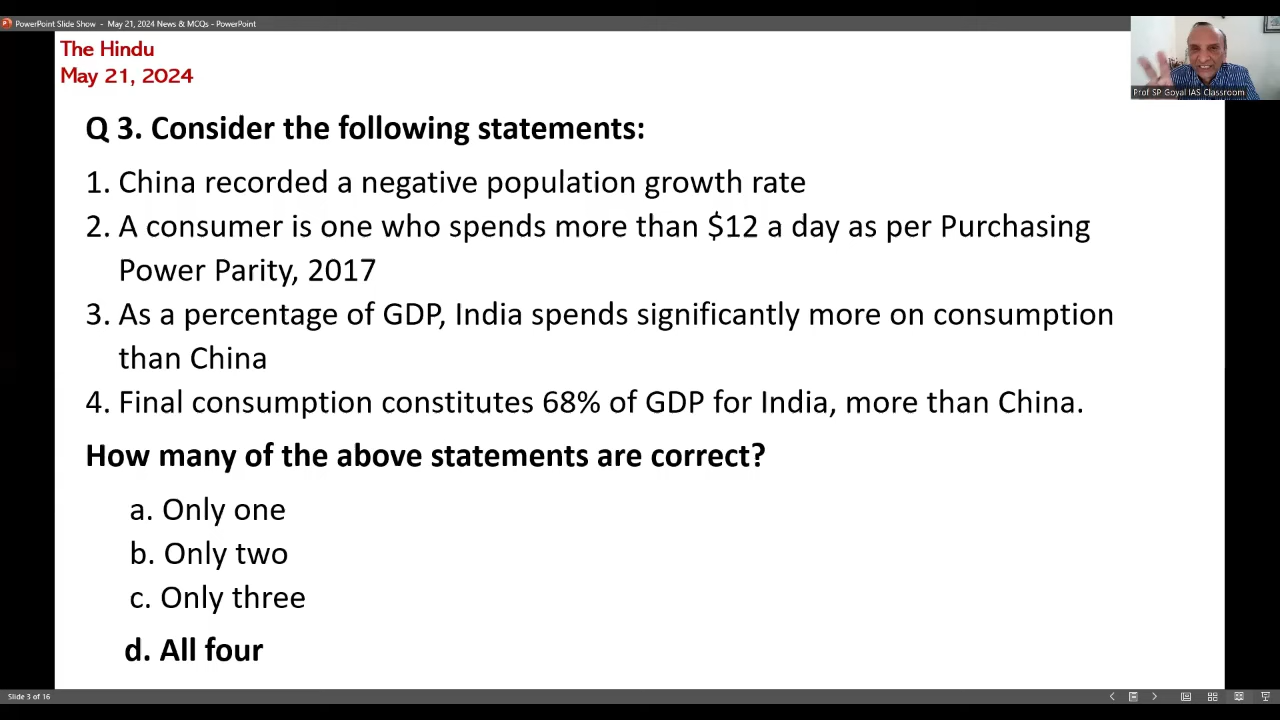 PowerPoint Slide Show - May 21, 2024 News & MCQs - PowerPoint
The Hindu
May 21, 2024
Prof SP Goyal IAS Classroom
Q 3. Consider the following statements:
1. China recorded a negative population growth rate
2. A consumer is one who spends more than $12 a day as per Purchasing
Power Parity, 2017
3. As a percentage of GDP, India spends significantly more on consumption
than China
4. Final consumption constitutes 68% of GDP for India, more than China.
How many of the above statements are correct?
a. Only one
b. Only two
c. Only three
d. All four
Slide 3 of 16